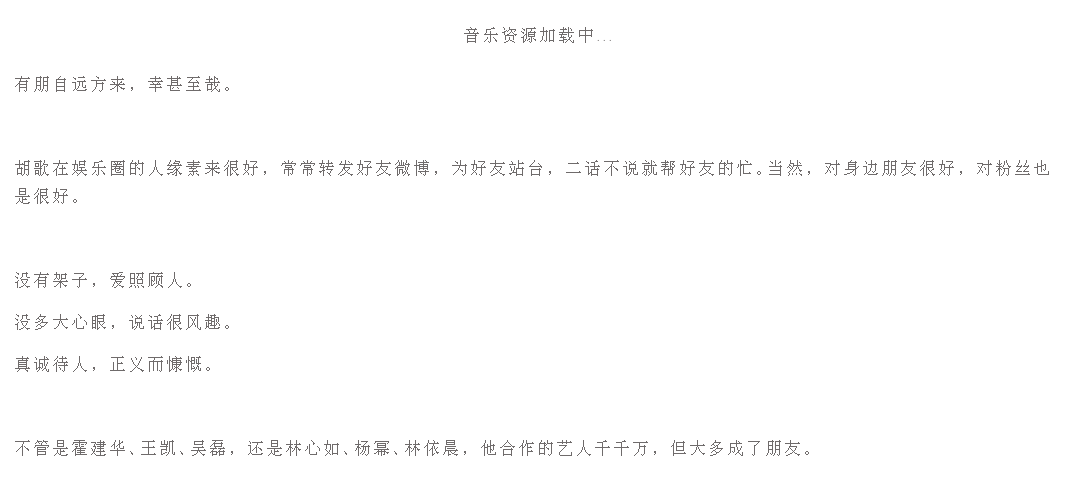 音乐资源加载中...
有朋自远方来，幸甚至哉。
胡歌在娱乐圈的人缘素来很好，常常转发好友微博，为好友站台，二话不说就帮好友的忙。当然，对身边朋友很好，对粉丝也
是很好。
没有架子，爱照顾人。
没多大心眼，说话很风趣。
真诚待人，正义而慷慨。
不管是霍建华、王凯、吴磊，还是林心如、杨幂、林依晨，他合作的艺人千千万，但大多成了朋友。